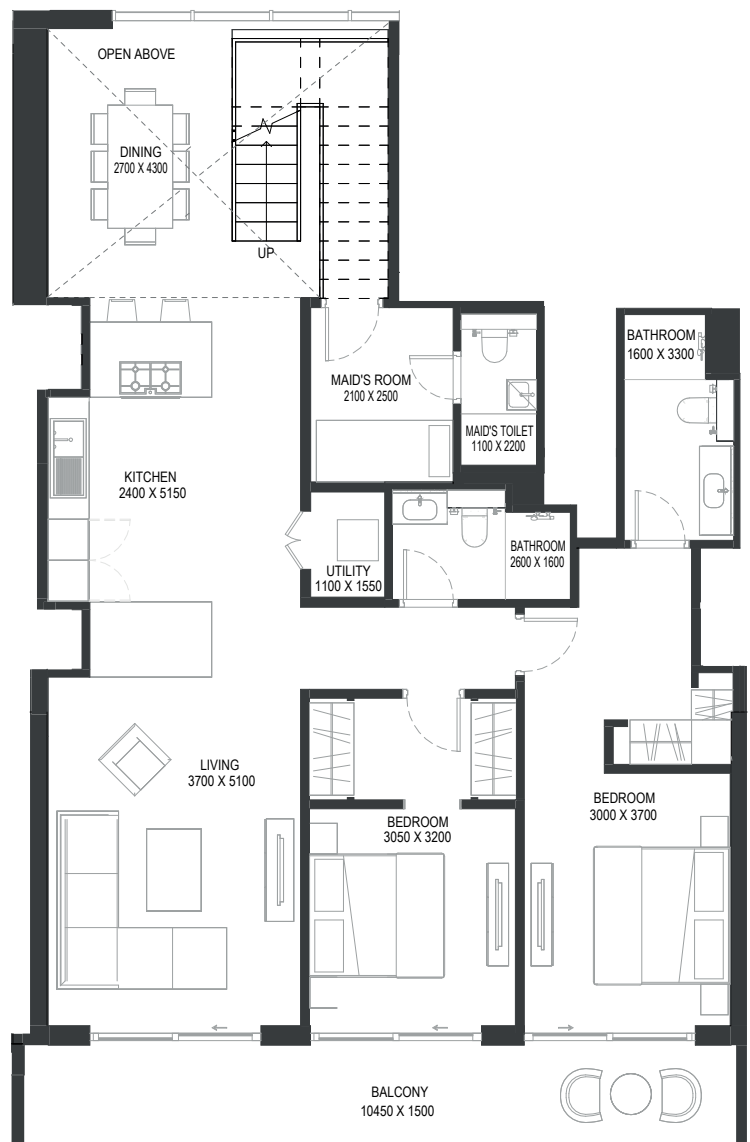 OPEN ABOVE
DINING
2700 X 4300
UP
BATHROOM
1600 X 3300
MAID'S ROOM
2100 X 2500
MAID'S TOILET
1100 X 2200
KITCHEN
2400 X 5150
BATHROOM
2600 X 1600
UTILITY
1100 X 1550
LIVING
3700 X 5100
BEDROOM
3050 X 3200
BEDROOM
3000 X 3700
BALCONY
10450 X 1500